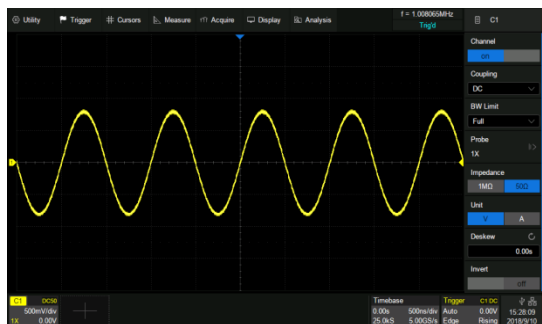 Utility Trigger Cursors Measure Acquire Display Analysis
f = 1.008065MHz
Trig'd
C1
Channel
on
Coupling
DC
BW Limit
Full
Probe
1X
Impedance
1MΩ 50Ω
Unit
V A
Deskew
0.00s
Invert
off
C1 DC50
500mV/div
1X 0.00V
Timebase
0.00s 500ns/div
25.0kS 5.00GS/s
Trigger C1 DC
Auto 0.00V
Edge Rising
15:28:09
2018/9/10